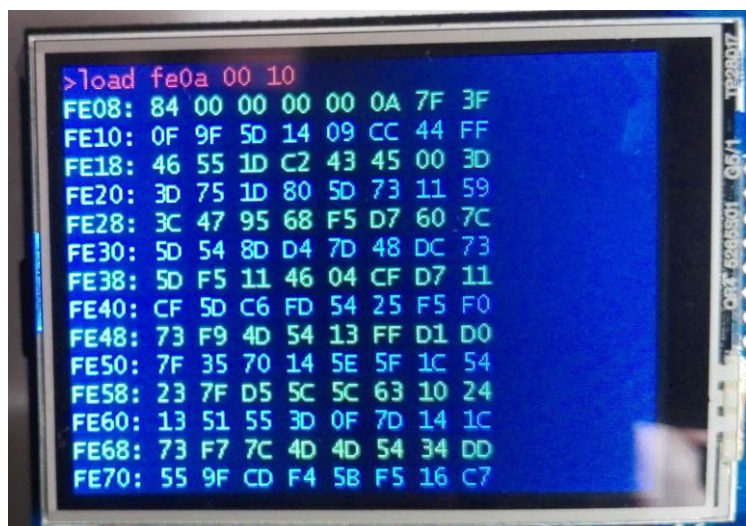 >load fe0a 00 10
FE08: 84 00 00 00 00 0A 7F 3F
FE10: 0F 9F 5D 14 09 CC 44 FF
FE18: 46 55 1D C2 43 45 00 3D
FE20: 3D 75 1D 80 5D 73 11 59
FE28: 3C 47 95 68 F5 D7 60 7C
FE30: 5D 54 8D D4 7D 48 DC 73
FE38: 5D F5 11 46 04 CF D7 11
FE40: CF 5D C6 FD 54 25 F5 F0
FE48: 73 F9 4D 54 13 FF D1 D0
FE50: 7F 35 70 14 5E 5F 1C 54
FE58: 23 7F D5 5C 5C 63 10 24
FE60: 13 51 55 3D 0F 7D 14 1C
FE68: 73 F7 7C 4D 4D 54 34 DD
FE70: 55 9F CD F4 5B F5 16 C7
TP28017
G5/1